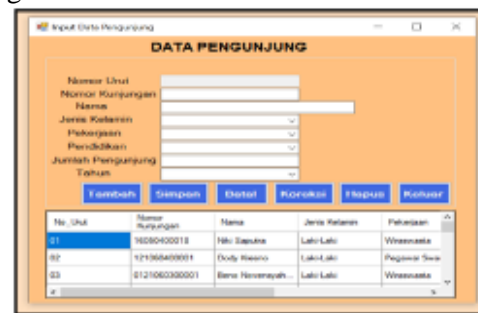 Input Data Pengunjung
DATA PENGUNJUNG
Nomor Urut
Nomor Kunjungan
Nama
Jenis Kelamin
Pekerjaan
Pendidikan
Jumlah Pengunjung
Tahun
Tambah Simpan Batal Koreksi Hapus Keluar
No_Urut Nomor Kunjungan Nama Jenis Kelamin Pekerjaan
01 Niki Saputra Laki-Laki Wiraswasta
02 121068400001 Dody Laki-Laki Pegawai Swa
03 0121060300001 Laki-Laki Wiraswasta